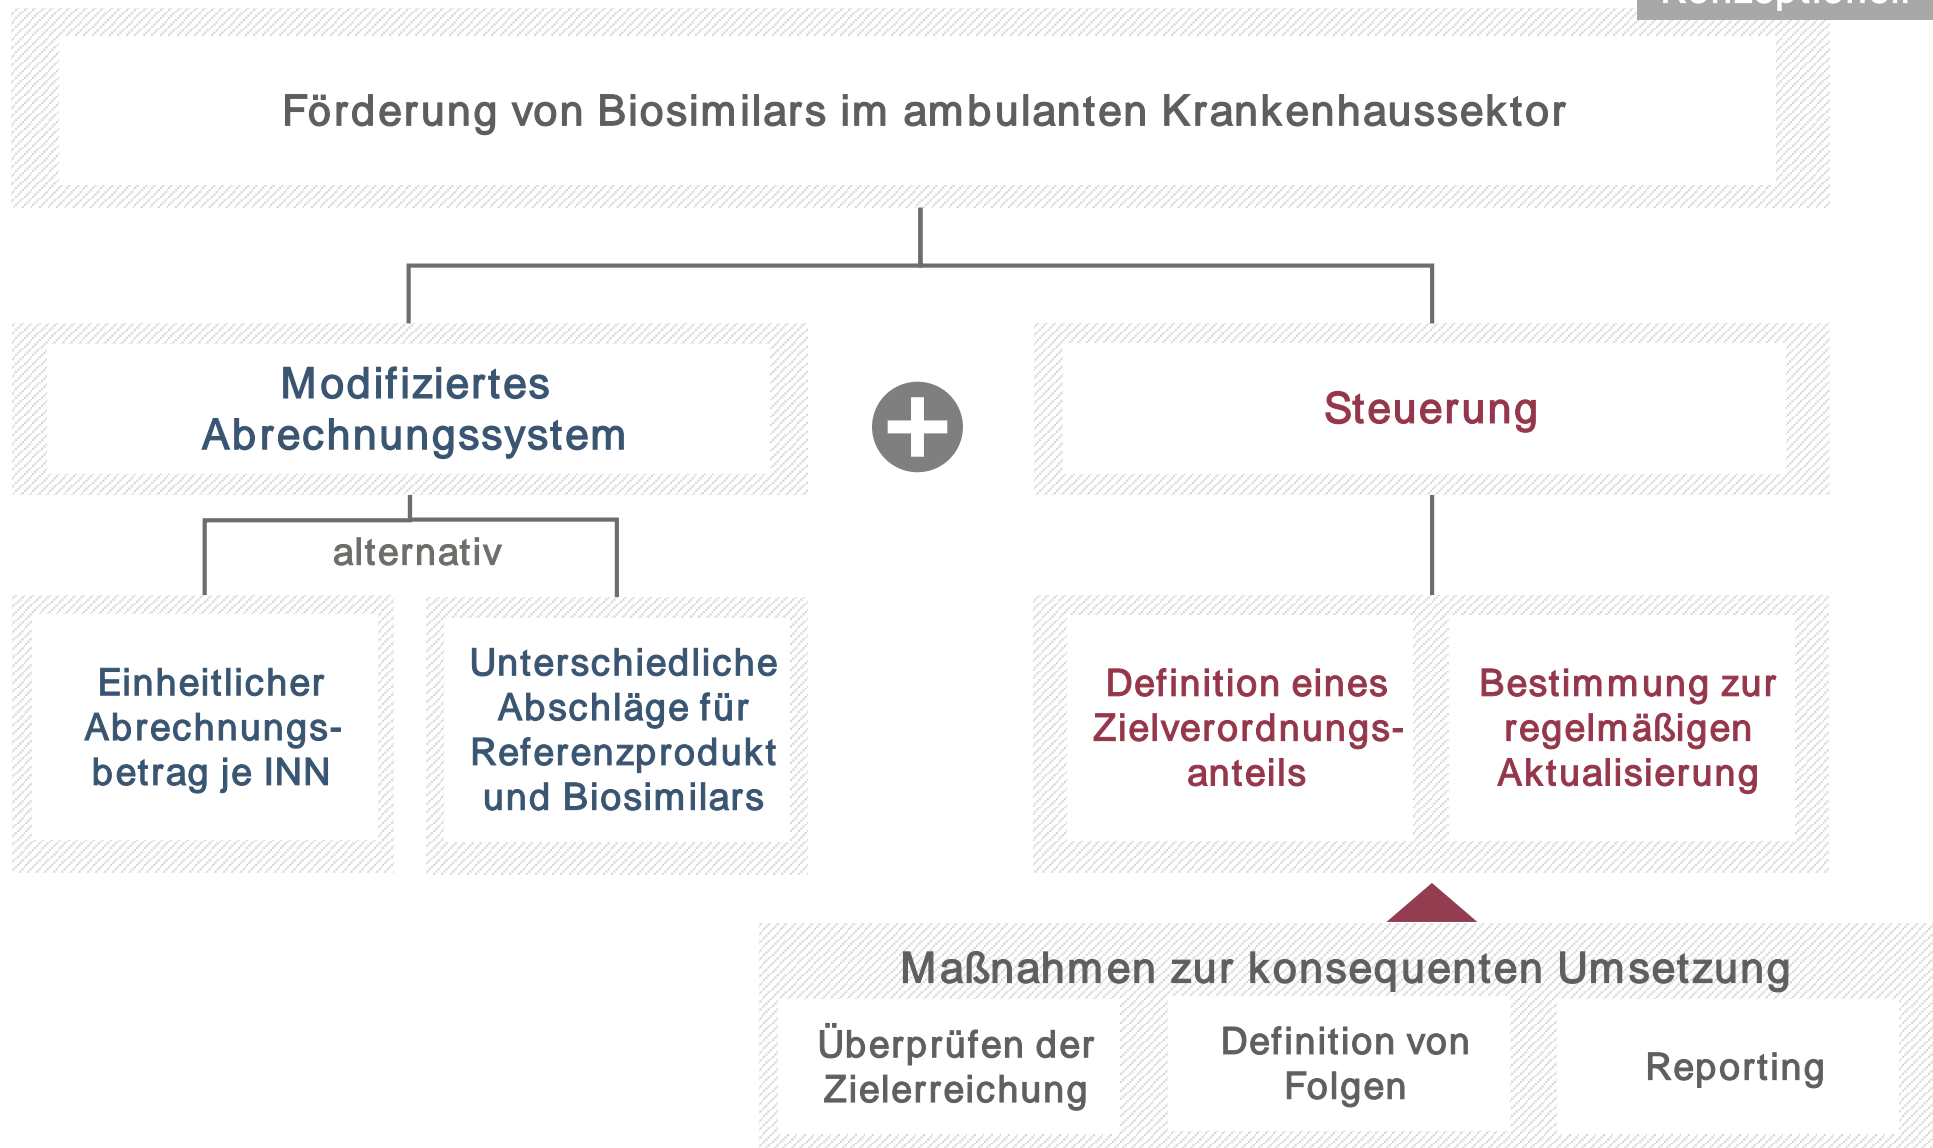 Förderung von Biosimilars im ambulanten Krankenhaussektor
Modifiziertes
Abrechnungssystem
Steuerung
alternativ
Einheitlicher
Abrechnungs-
betrag je INN
Unterschiedliche
Abschläge für
Referenzprodukt
und Biosimilars
Definition eines
Zielverordnungs-
anteils
Bestimmung zur
regelmäßigen
Aktualisierung
Maßnahmen zur konsequenten Umsetzung
Überprüfen der
Zielerreichung
Definition von
Folgen
Reporting